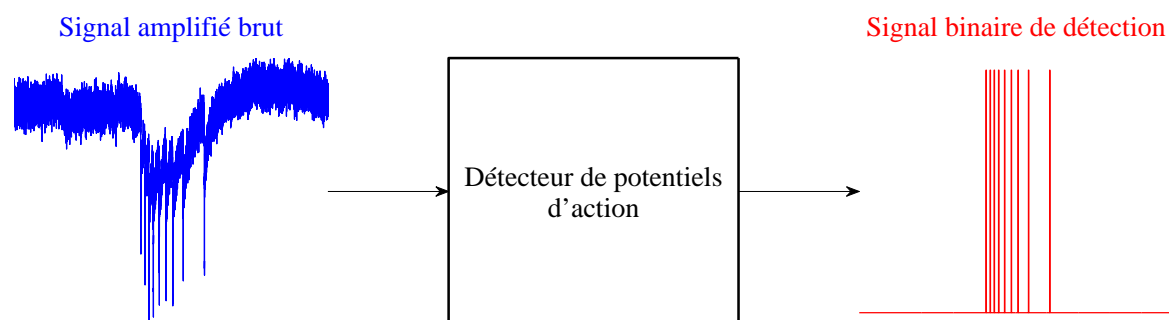 Signal amplifié brut
Signal binaire de détection
Détecteur de potentiels
d’action